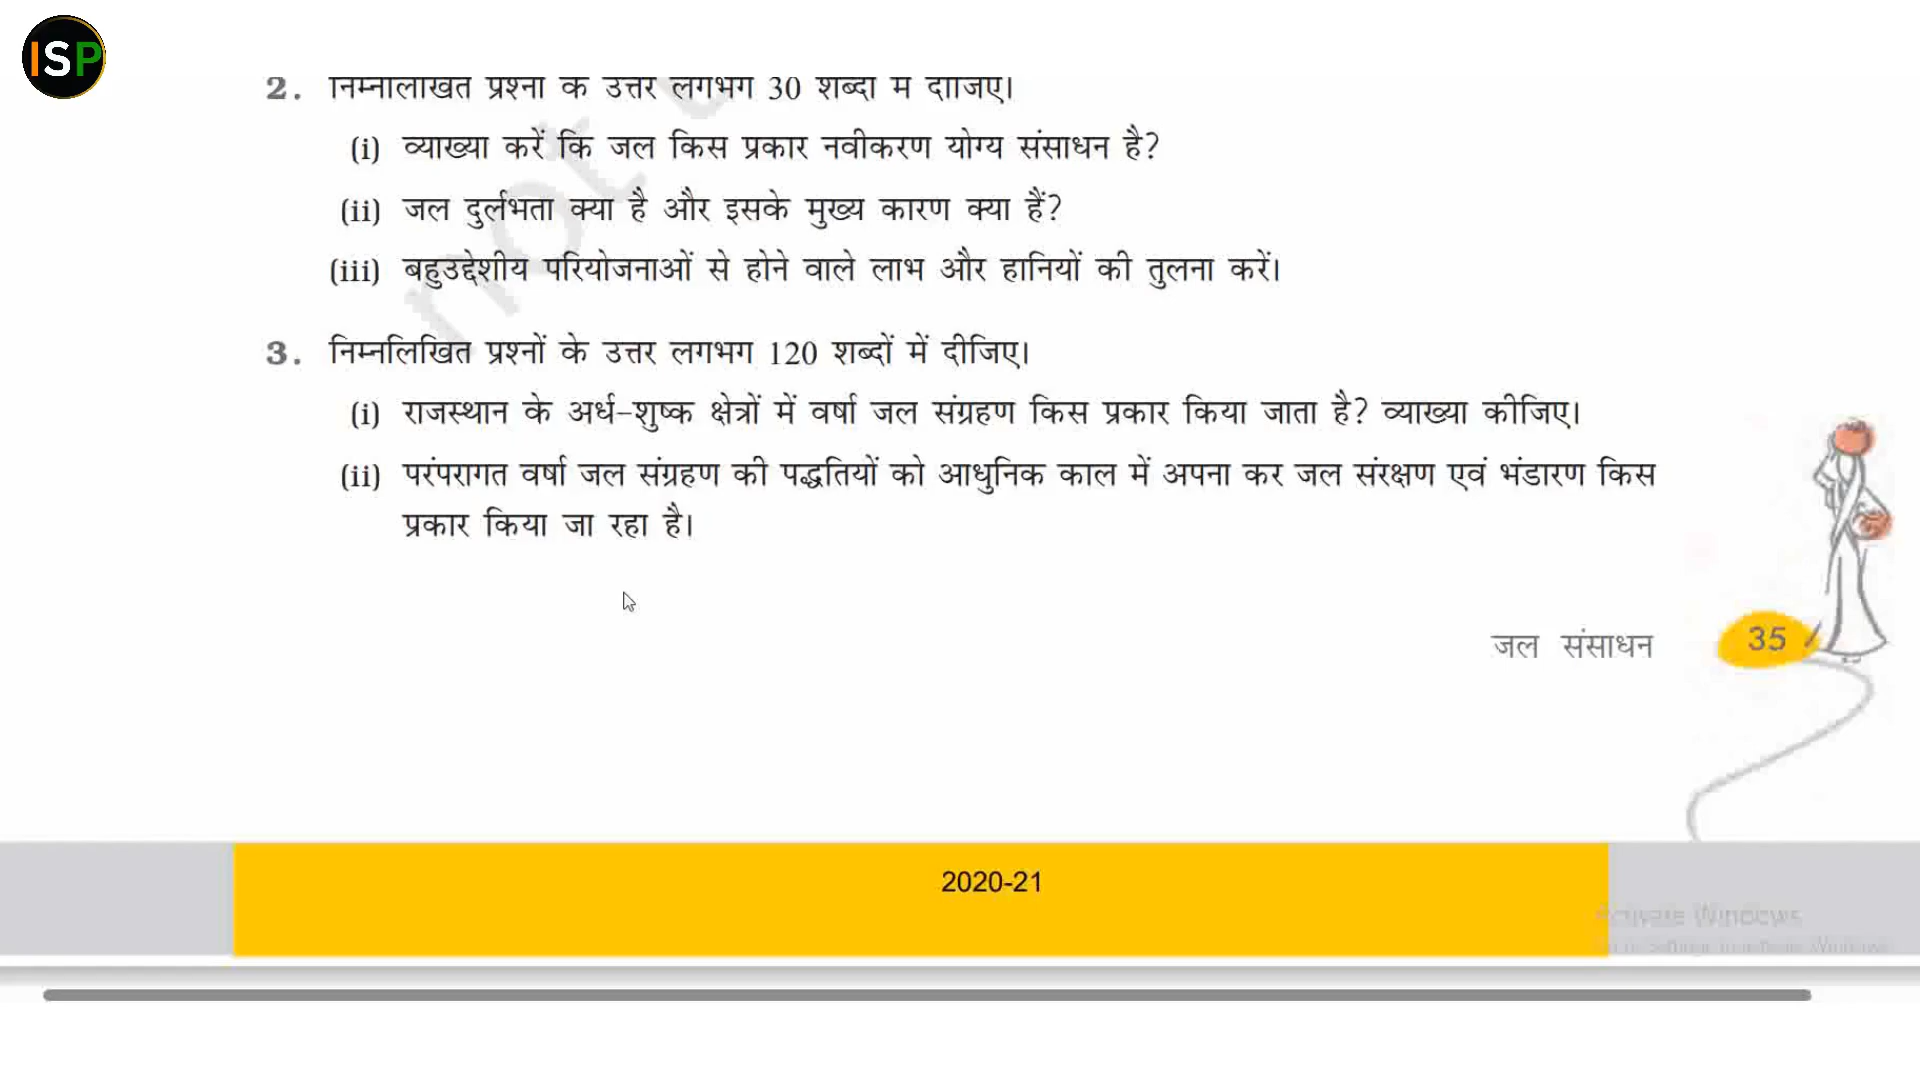 ISP
2. निम्नलिखित प्रश्नों के उत्तर लगभग 30 शब्दों में दीजिए।
(i) व्याख्या करें कि जल किस प्रकार नवीकरण योग्य संसाधन है?
(ii) जल दुर्लभता क्या है और इसके मुख्य कारण क्या हैं?
(iii) बहुउद्देशीय परियोजनाओं से होने वाले लाभ और हानियों की तुलना करें।
3. निम्नलिखित प्रश्नों के उत्तर लगभग 120 शब्दों में दीजिए।
(i) राजस्थान के अर्ध-शुष्क क्षेत्रों में वर्षा जल संग्रहण किस प्रकार किया जाता है? व्याख्या कीजिए।
(ii) परंपरागत वर्षा जल संग्रहण की पद्धतियों को आधुनिक काल में अपना कर जल संरक्षण एवं भंडारण किस
प्रकार किया जा रहा है।
not
जल संसाधन 35
2020-21
Activate Windows